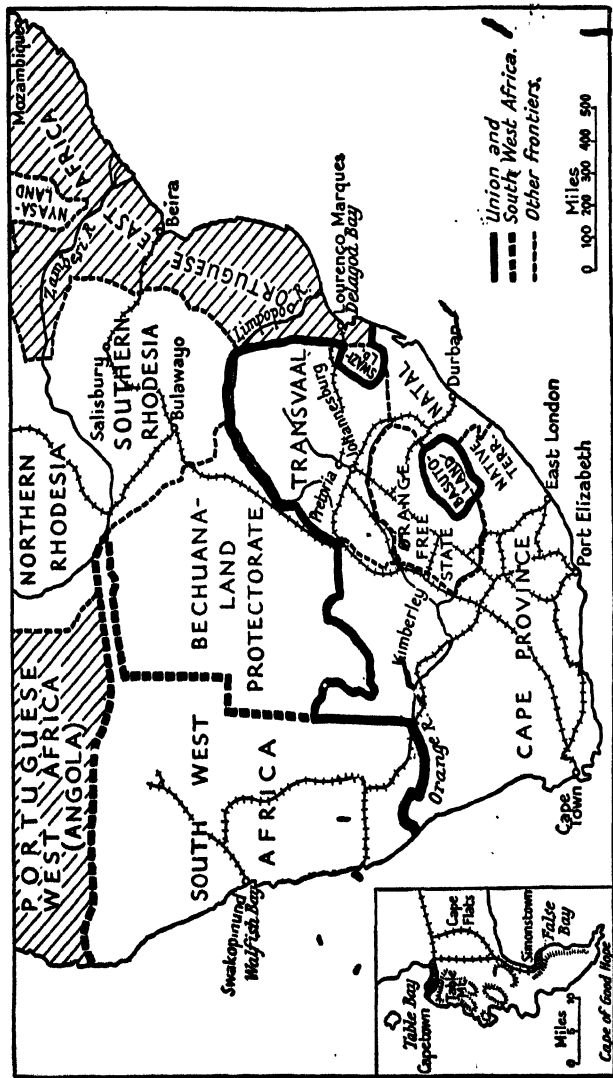 PORTUGUESE
WEST AFRICA
(ANGOLA)
NORTHERN
RHODESIA
NYASA-
LAND
Mozambique
PORTUGUESE
EAST
AFRICA
Zambesi R.
Salisbury
SOUTHERN
RHODESIA
Bulawayo
Beira
Limpopo R.
SOUTH WEST
AFRICA
Swakopmund
Walfish Bay
BECHUANA-
LAND
PROTECTORATE
TRANSVAAL
Pretoria
Johannesburg
SWAZI-
LD.
Lourenço Marques
Delagoa Bay
ORANGE
FREE
STATE
Kimberley
Orange R.
NATAL
Durban
BASUTO-
LAND
NATIVE
TERR.
East London
Port Elizabeth
CAPE PROVINCE
Cape
Town
Union and
South West Africa.
Other frontiers.
Miles
0 100 200 300 400 500
Table Bay
Capetown
Table
Mt.
Cape
Flats
Simonstown
False
Bay
Cape of Good Hope
Miles
0 5 10